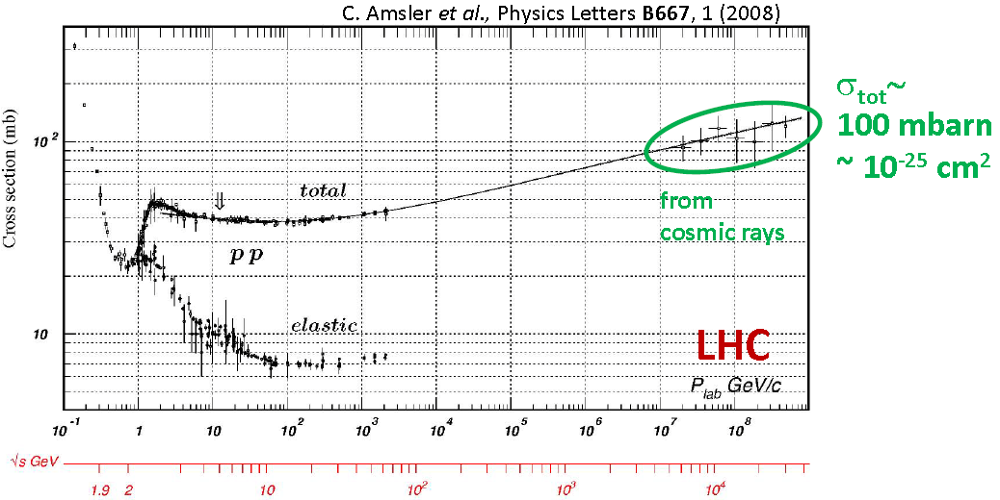 C. Amsler et al., Physics Letters B667, 1 (2008)
Cross section (mb)
10²
10
total
⇓
p p
elastic
σtot~
100 mbarn
~ 10⁻²⁵ cm²
from
cosmic rays
LHC
Plab GeV/c
10⁻¹ 1 10 10² 10³ 10⁴ 10⁵ 10⁶ 10⁷ 10⁸
√s GeV
1.9 2 10 10² 10³ 10⁴